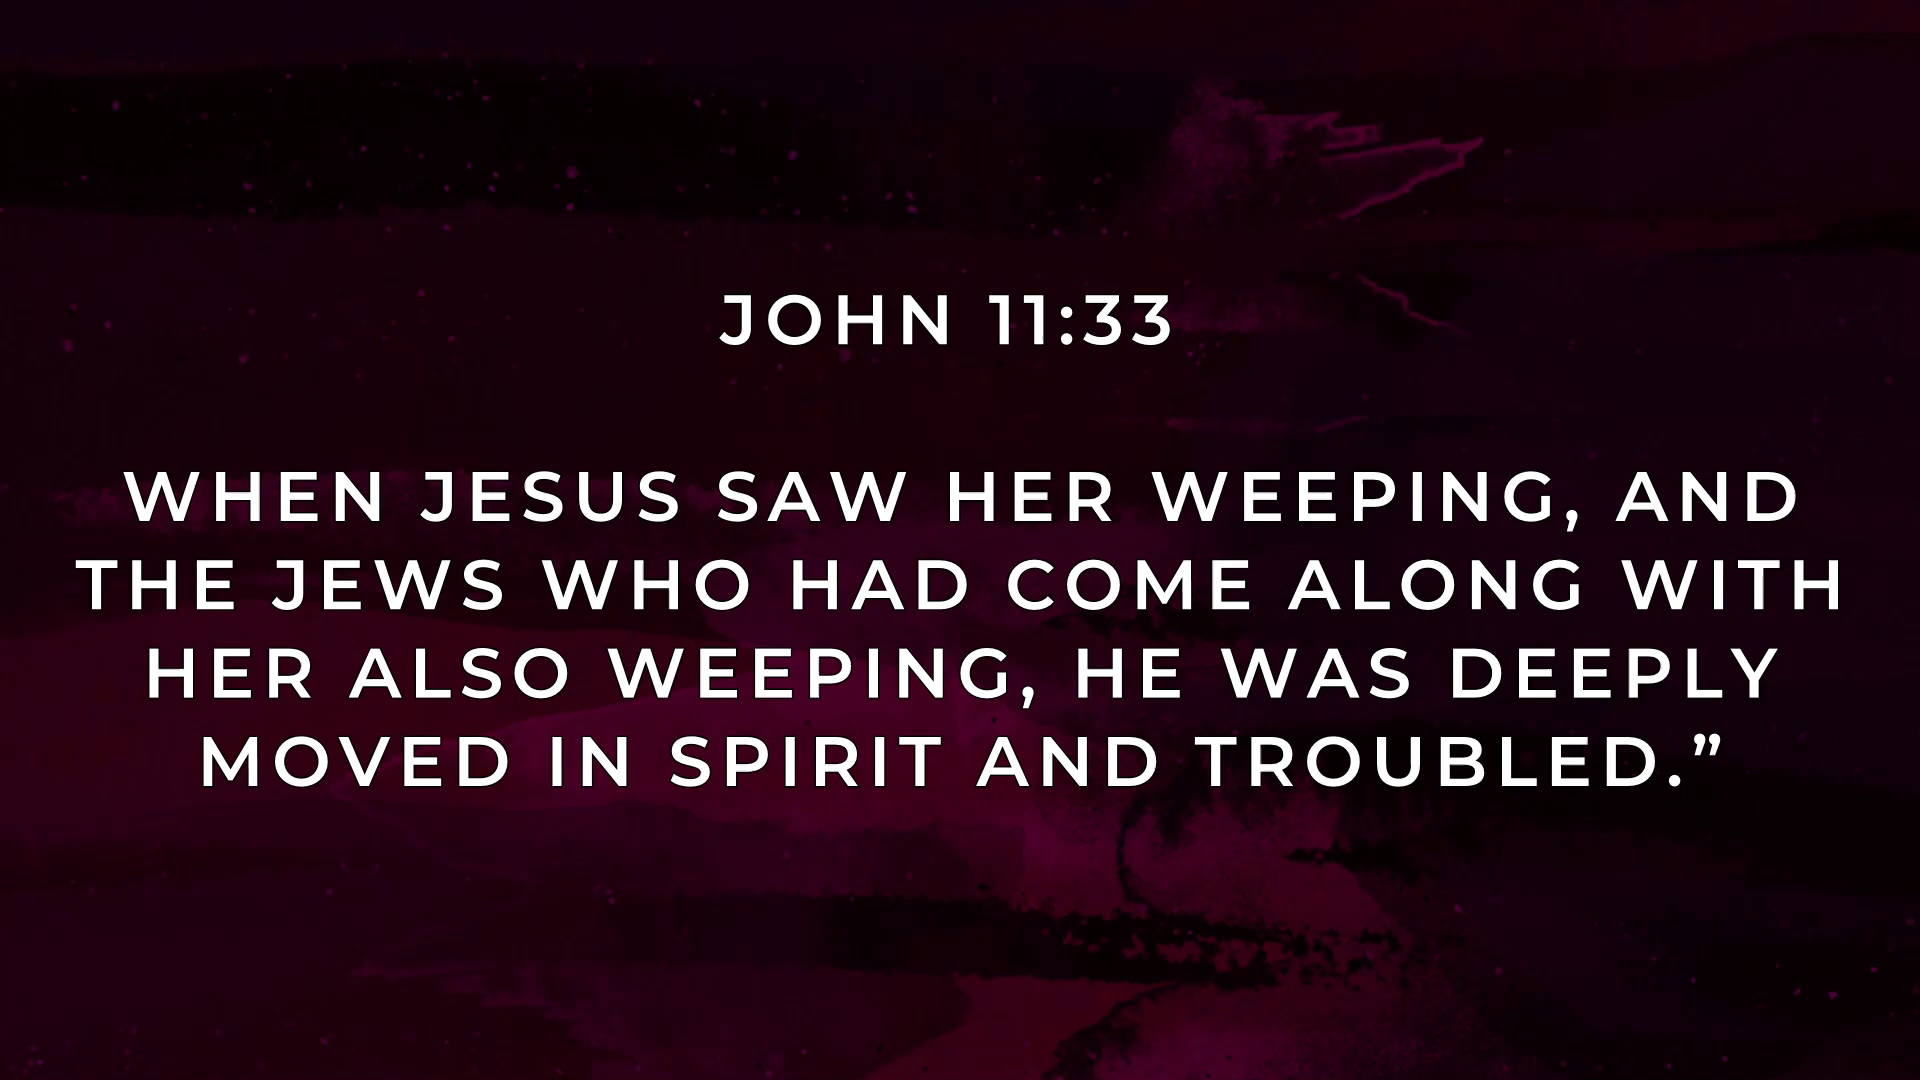 JOHN 11:33
WHEN JESUS SAW HER WEEPING, AND
THE JEWS WHO HAD COME ALONG WITH
HER ALSO WEEPING, HE WAS DEEPLY
MOVED IN SPIRIT AND TROUBLED.”